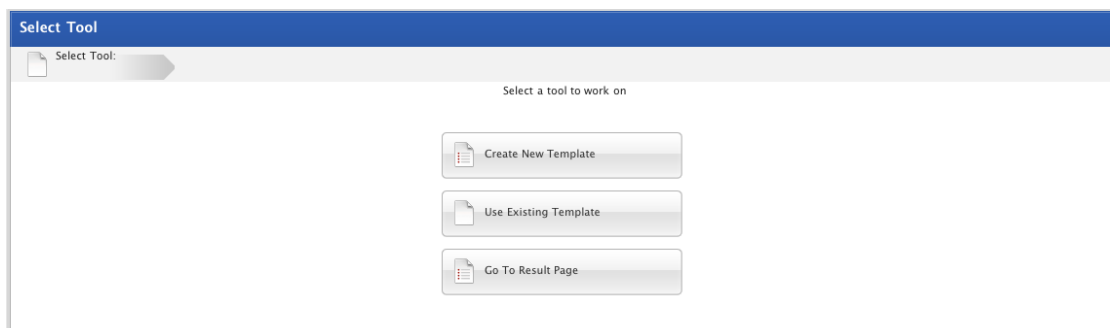 Select Tool
Select Tool:
Select a tool to work on
Create New Template
Use Existing Template
Go To Result Page